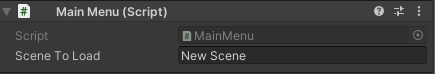 Main Menu (Script)
Script MainMenu
Scene To Load New Scene